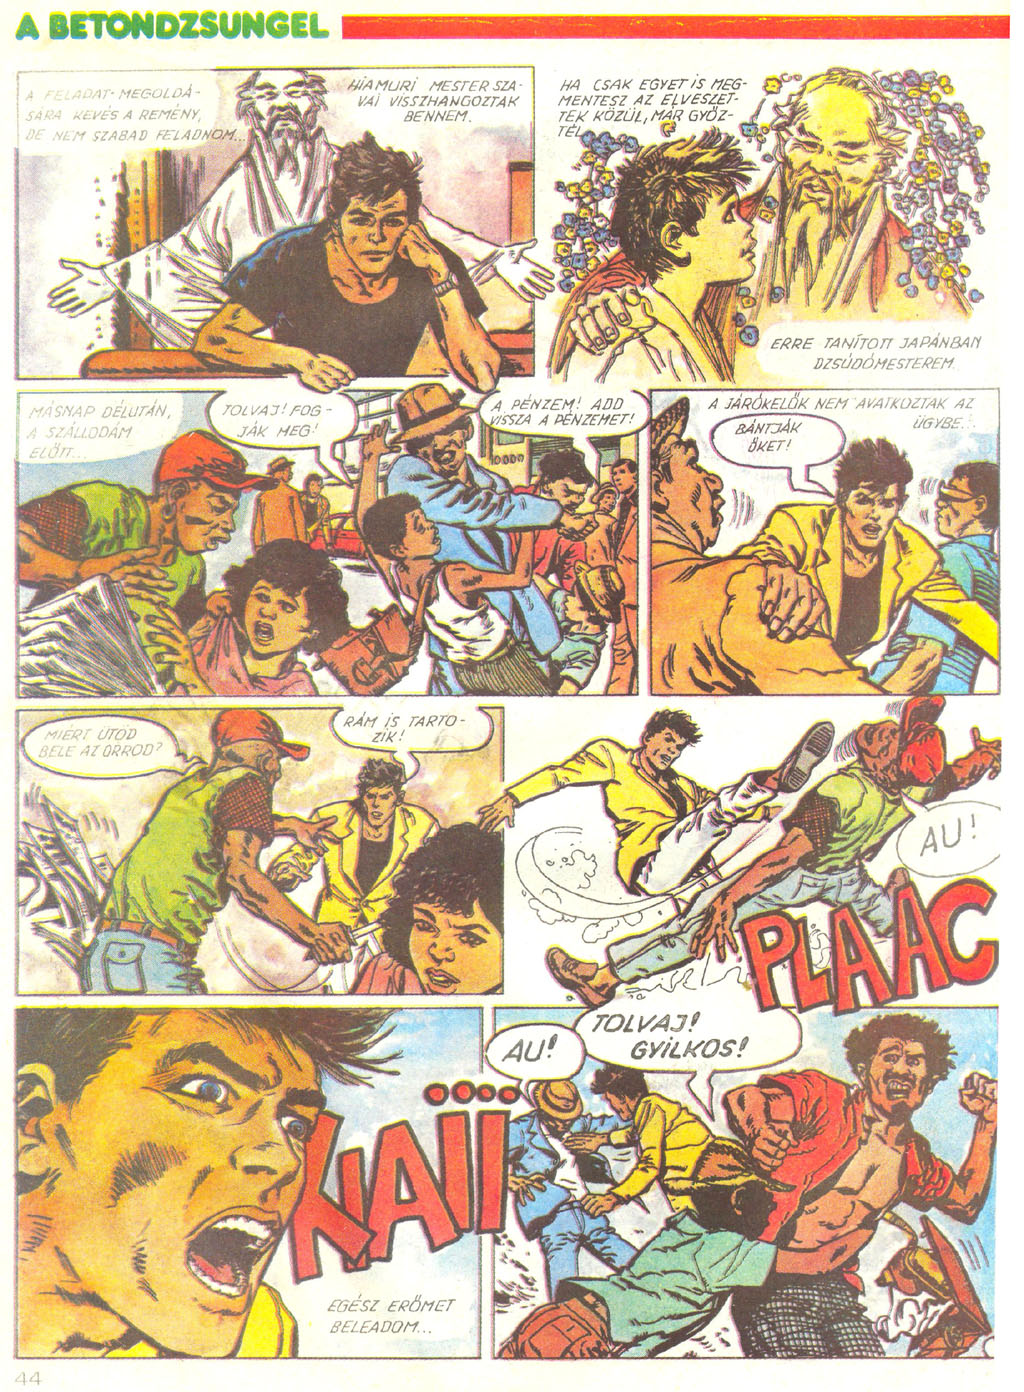 A BETONDZSUNGEL
A FELADAT MEGOLDÁ-
SÁRA KEVÉS A REMÉNY,
DE NEM SZABAD FELADNOM...
HIAMURI MESTER SZA-
VAI VISSZHANGOZTAK
BENNEM.
HA CSAK EGYET IS MEG-
MENTESZ AZ ELVESZET-
TEK KÖZÜL, MÁR GYŐZ-
TÉL.
ERRE TANÍTOTT JAPÁNBAN
DZSÚDÓMESTEREM.
MÁSNAP DÉLUTÁN,
A SZÁLLODÁM
ELŐTT...
TOLVAJ! FOG-
JÁK MEG!
A PÉNZEM! ADD
VISSZA A PÉNZEMET!
A JÁRÓKELŐK NEM AVATKOZTAK AZ
ÜGYBE...
BÁNTJÁK
ŐKET!
MIÉRT ÜTÖD
BELE AZ ORROD?
RÁM IS TARTO-
ZIK!
AU!
PLAAC
KIAIII
EGÉSZ ERŐMET
BELEADOM...
AU!
TOLVAJ!
GYILKOS!
44